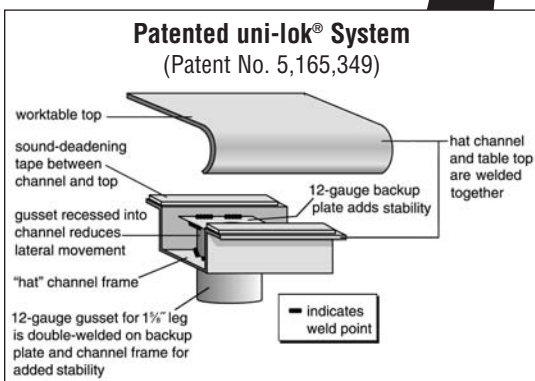 Patented uni-lok® System
(Patent No. 5,165,349)
worktable top
sound-deadening
tape between
channel and top
gusset recessed into
channel reduces
lateral movement
"hat" channel frame
12-gauge gusset for 1⅝" leg
is double-welded on backup
plate and channel frame for
added stability
12-gauge backup
plate adds stability
hat channel
and table top
are welded
together
indicates
weld point